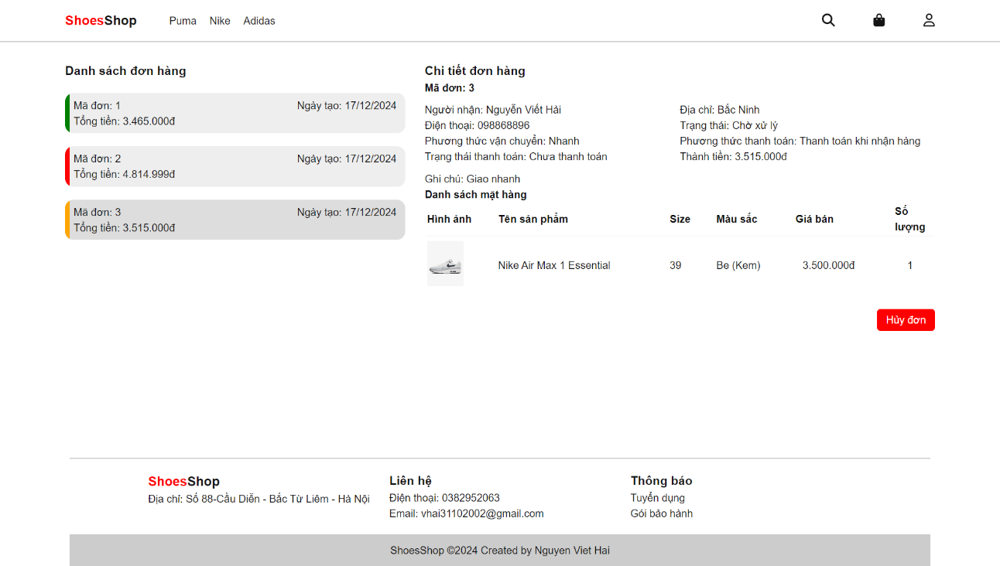 ShoesShop Puma Nike Adidas
Danh sách đơn hàng
Mã đơn: 1 Ngày tạo: 17/12/2024
Tổng tiền: 3.465.000đ
Mã đơn: 2 Ngày tạo: 17/12/2024
Tổng tiền: 4.814.999đ
Mã đơn: 3 Ngày tạo: 17/12/2024
Tổng tiền: 3.515.000đ
Chi tiết đơn hàng
Mã đơn: 3
Người nhận: Nguyễn Viết Hải Địa chỉ: Bắc Ninh
Điện thoại: 098868896 Trạng thái: Chờ xử lý
Phương thức vận chuyển: Nhanh Phương thức thanh toán: Thanh toán khi nhận hàng
Trạng thái thanh toán: Chưa thanh toán Thành tiền: 3.515.000đ
Ghi chú: Giao nhanh
Danh sách mặt hàng
Hình ảnh Tên sản phẩm Size Màu sắc Giá bán Số
lượng
Nike Air Max 1 Essential 39 Be (Kem) 3.500.000đ 1
Hủy đơn
ShoesShop
Địa chỉ: Số 88-Cầu Diễn - Bắc Từ Liêm - Hà Nội
Liên hệ
Điện thoại: 0382952063
Email: vhai31102002@gmail.com
Thông báo
Tuyển dụng
Gói bảo hành
ShoesShop ©2024 Created by Nguyen Viet Hai